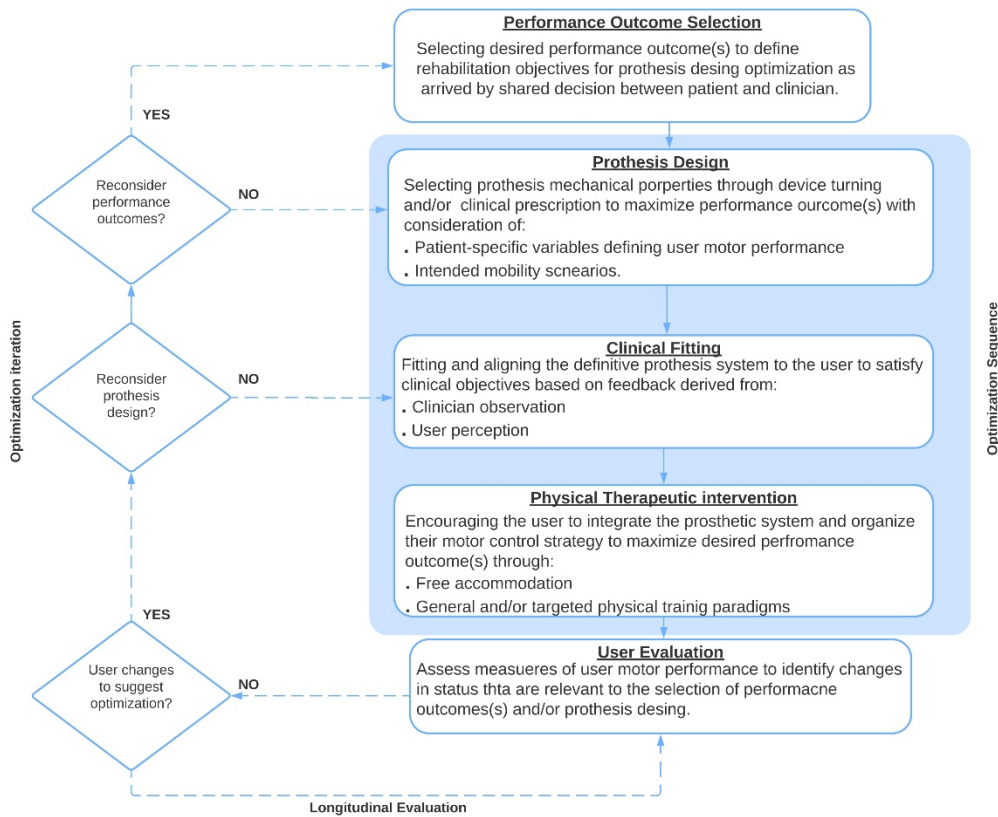 Performance Outcome Selection
Selecting desired performance outcome(s) to define
rehabilitation objectives for prothesis desing optimization as
arrived by shared decision between patient and clinician.
YES
Reconsider
performance
outcomes?
NO
Prothesis Design
Selecting prothesis mechanical porperties through device turning
and/or clinical prescription to maximize performance ourcome(s) with
consideration of:
. Patient-specific variables defining user motor performance
. Intended mobility scnearios.
Optimization iteration
Optimization Sequence
Reconsider
prothesis
design?
NO
Clinical Fitting
Fitting and aligning the definitive prothesis system to the user to satisfy
clinical objectives based on feedback derived from:
. Clinician observation
. User perception
Physical Therapeutic intervention
Encouraging the user to integrate the prosthetic system and organize
their motor control strategy to maximize desired perfromance
outcome(s) through:
. Free accommodation
. General and/or targeted physical trainig paradigms
YES
User changes
to suggest
optimization?
NO
User Evaluation
Assess measueres of user motor performance to identify changes
in status thta are relevant to the selection of performacne
outcomes(s) and/or prothesis desing.
Longitudinal Evaluation